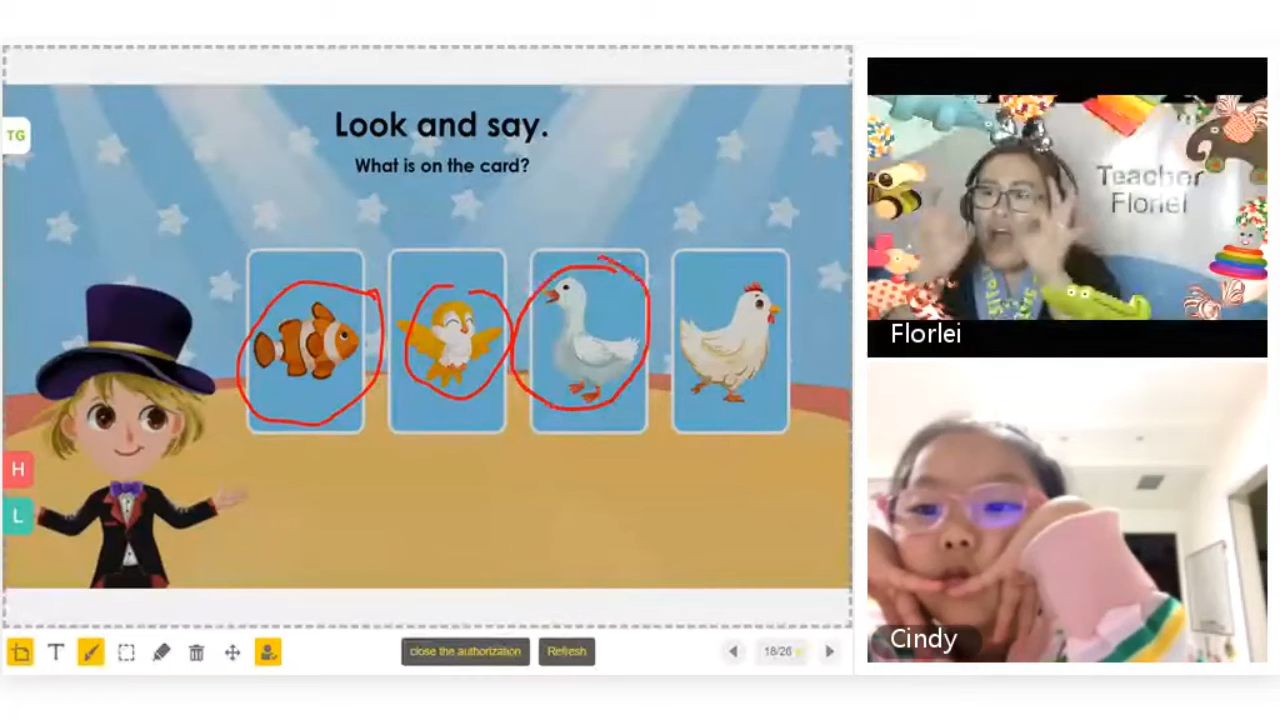 Look and say.
What is on the card?
TG
H
L
close the authorization
Refresh
18/26
Teacher
Florlei
Florlei
Cindy
T